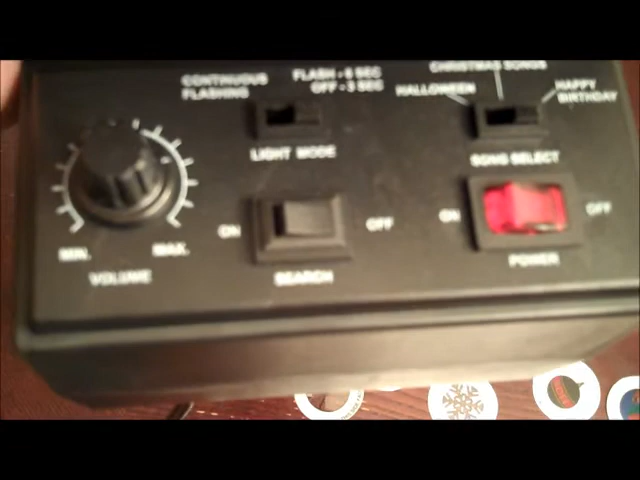 CHRISTMAS SONGS
CONTINUOUS FLASHING
FLASH - 6 SEC
OFF - 3 SEC
HALLOWEEN
HAPPY BIRTHDAY
LIGHT MODE
SONG SELECT
ON
OFF
ON
OFF
MIN.
MAX.
VOLUME
SEARCH
POWER